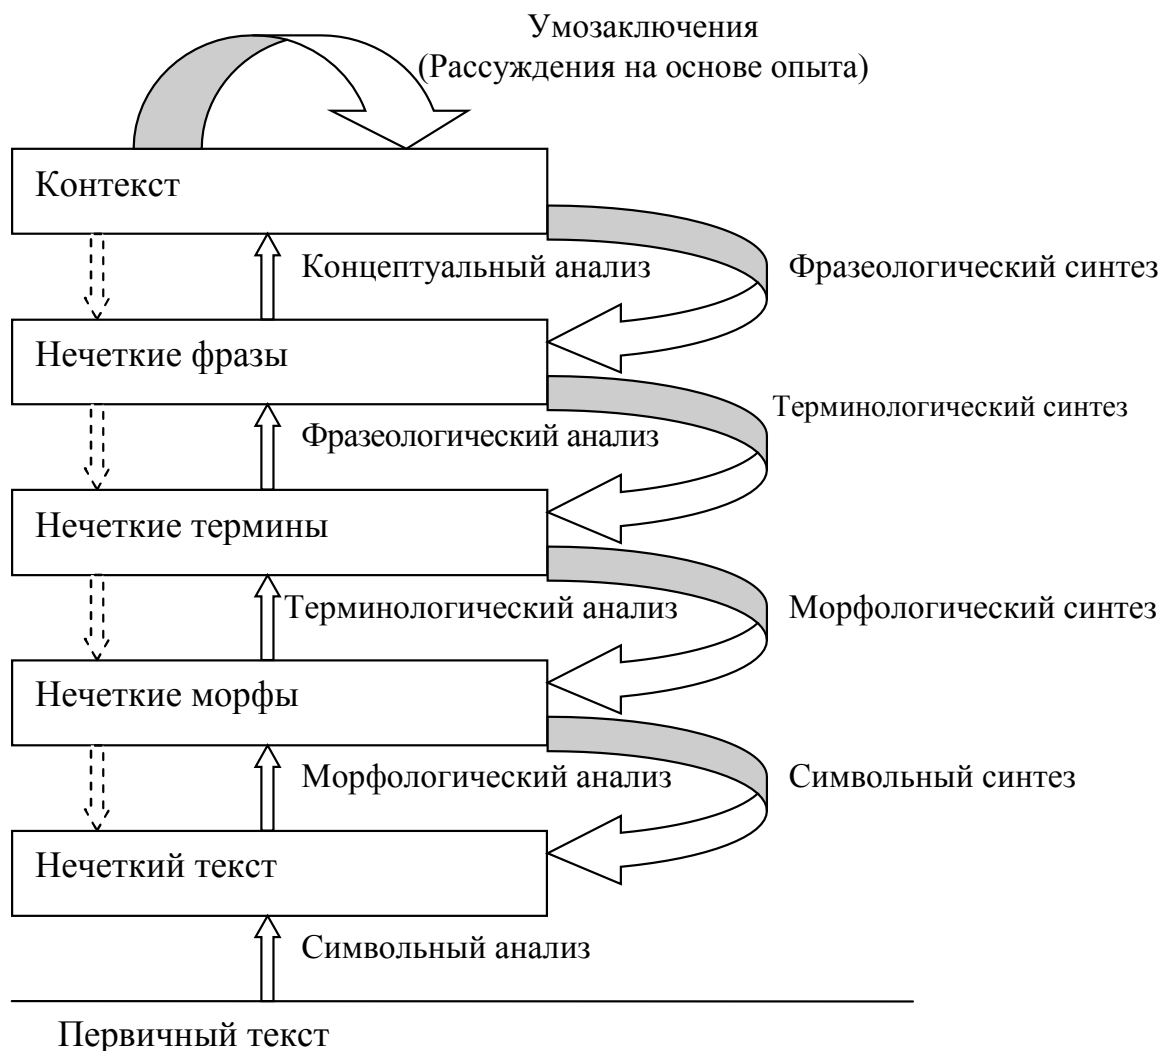 Умозаключения
(Рассуждения на основе опыта)
Контекст
Концептуальный анализ
Фразеологический синтез
Нечеткие фразы
Фразеологический анализ
Терминологический синтез
Нечеткие термины
Терминологический анализ
Морфологический синтез
Нечеткие морфы
Морфологический анализ
Символьный синтез
Нечеткий текст
Символьный анализ
Первичный текст